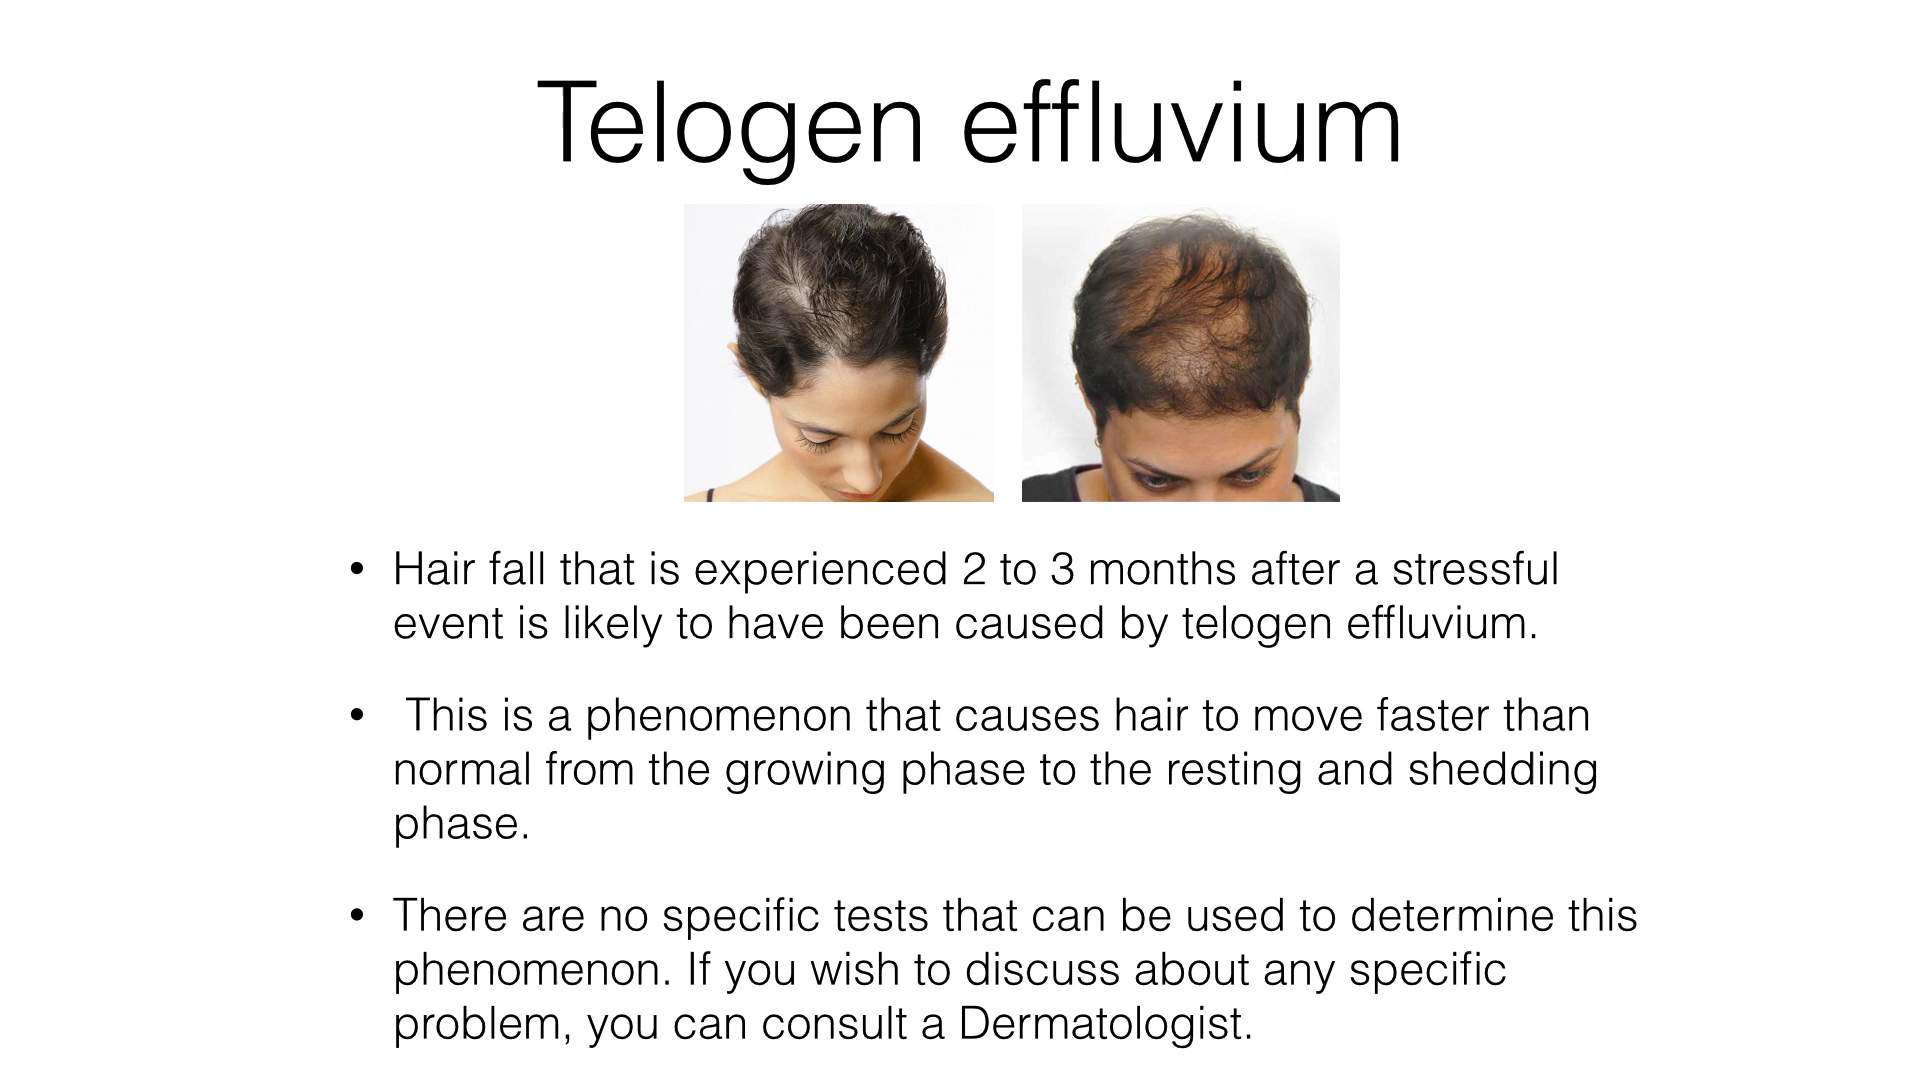 Telogen effluvium
• Hair fall that is experienced 2 to 3 months after a stressful
event is likely to have been caused by telogen effluvium.
• This is a phenomenon that causes hair to move faster than
normal from the growing phase to the resting and shedding
phase.
• There are no specific tests that can be used to determine this
phenomenon. If you wish to discuss about any specific
problem, you can consult a Dermatologist.